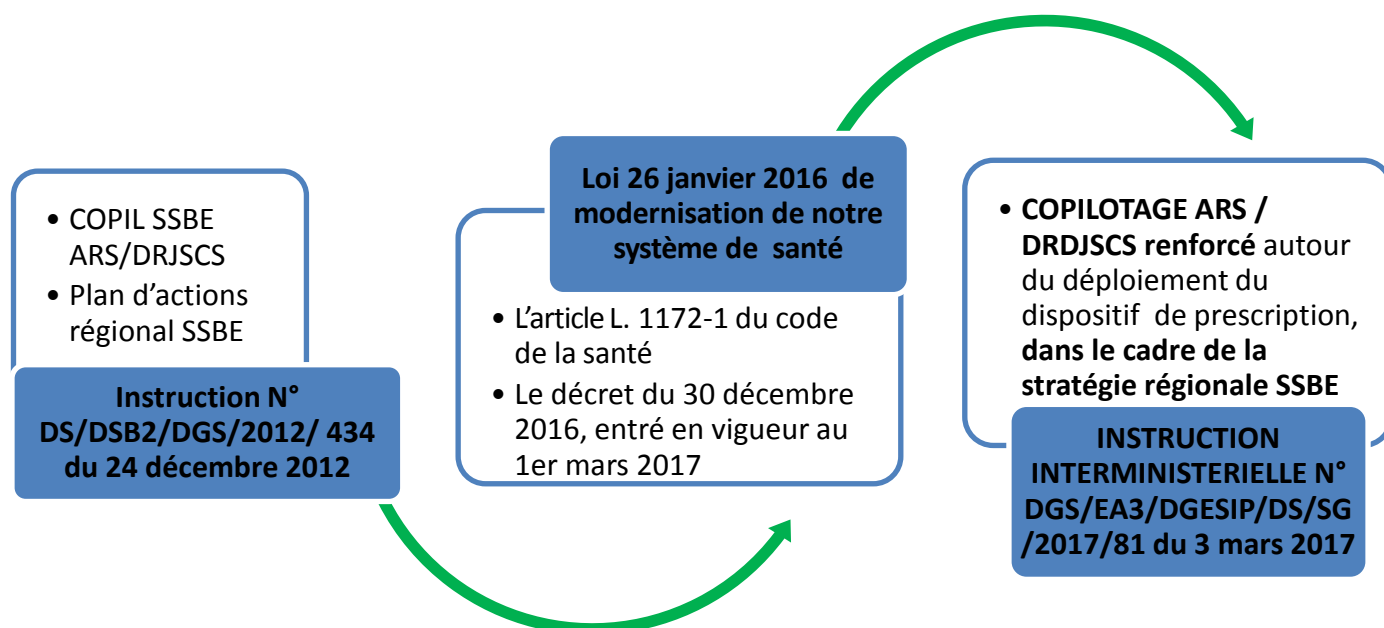 • COPIL SSBE
ARS/DRJSCS
• Plan d’actions
régional SSBE
Instruction N°
DS/DSB2/DGS/2012/ 434
du 24 décembre 2012
Loi 26 janvier 2016 de
modernisation de notre
système de santé
• L’article L. 1172-1 du code
de la santé
• Le décret du 30 décembre
2016, entré en vigueur au
1er mars 2017
• COPILOTAGE ARS /
DRDJSCS renforcé autour
du déploiement du
dispositif de prescription,
dans le cadre de la
stratégie régionale SSBE
INSTRUCTION
INTERMINISTERIELLE N°
DGS/EA3/DGESIP/DS/SG
/2017/81 du 3 mars 2017